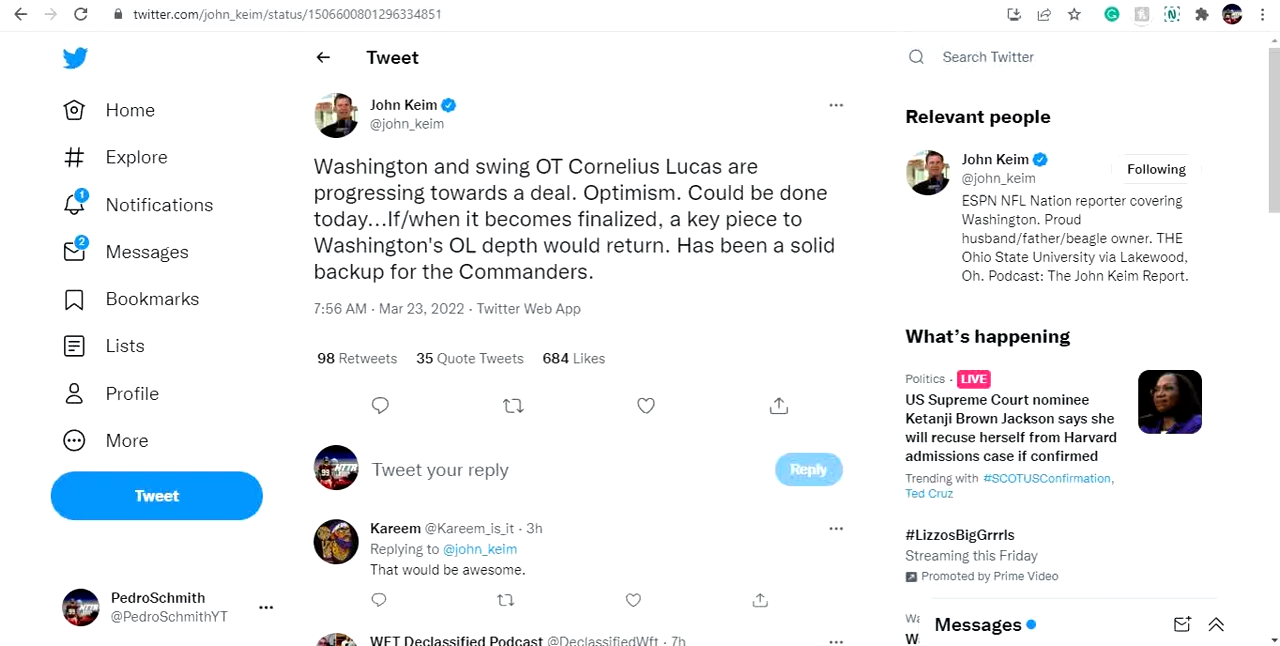 twitter.com/john_keim/status/1506600801296334851
Home
Explore
1
Notifications
2
Messages
Bookmarks
Lists
Profile
More
Tweet
PedroSchmith
@PedroSchmithYT
Tweet
John Keim
@john_keim
Washington and swing OT Cornelius Lucas are
progressing towards a deal. Optimism. Could be done
today...If/when it becomes finalized, a key piece to
Washington's OL depth would return. Has been a solid
backup for the Commanders.
7:56 AM · Mar 23, 2022 · Twitter Web App
98 Retweets 35 Quote Tweets 684 Likes
Tweet your reply
Reply
Kareem @Kareem_is_it · 3h
Replying to @john_keim
That would be awesome.
WFT Declassified Podcast @DeclassifiedWft · 7h
Search Twitter
Relevant people
John Keim
@john_keim
Following
ESPN NFL Nation reporter covering
Washington. Proud
husband/father/beagle owner. THE
Ohio State University via Lakewood,
Oh. Podcast: The John Keim Report.
What's happening
Politics · LIVE
US Supreme Court nominee
Ketanji Brown Jackson says she
will recuse herself from Harvard
admissions case if confirmed
Trending with #SCOTUSConfirmation,
Ted Cruz
#LizzosBigGrrrls
Streaming this Friday
Promoted by Prime Video
Messages